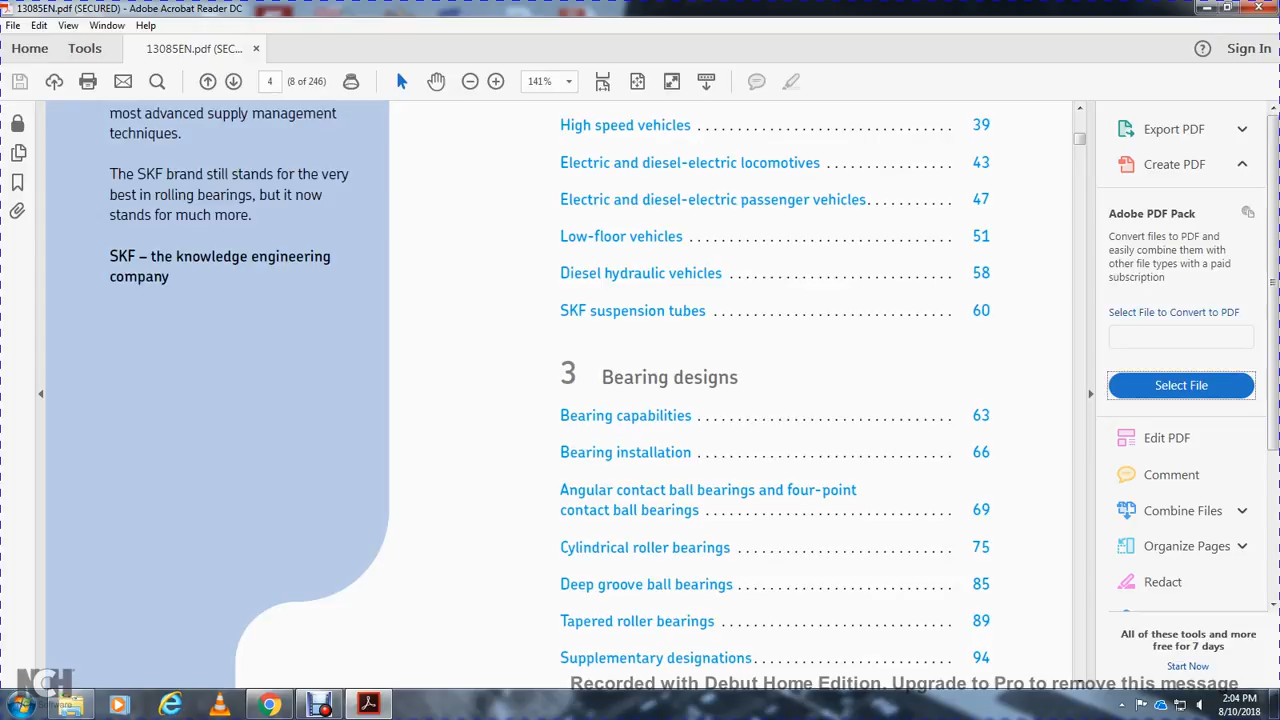 13085EN.pdf (SECURED) - Adobe Acrobat Reader DC
File Edit View Window Help
Home Tools 13085EN.pdf (SEC... × Sign In
4 (8 of 246) 141%
most advanced supply management
techniques.
The SKF brand still stands for the very
best in rolling bearings, but it now
stands for much more.
SKF – the knowledge engineering
company
High speed vehicles . . . . . . . . . . . . . . . . . . . . . . . . . . . . . 39
Electric and diesel-electric locomotives . . . . . . . . . . . . . . 43
Electric and diesel-electric passenger vehicles. . . . . . . . . . 47
Low-floor vehicles . . . . . . . . . . . . . . . . . . . . . . . . . . . . . . 51
Diesel hydraulic vehicles . . . . . . . . . . . . . . . . . . . . . . . . . 58
SKF suspension tubes . . . . . . . . . . . . . . . . . . . . . . . . . . . 60
3 Bearing designs
Bearing capabilities . . . . . . . . . . . . . . . . . . . . . . . . . . . . . 63
Bearing installation . . . . . . . . . . . . . . . . . . . . . . . . . . . . . 66
Angular contact ball bearings and four-point
contact ball bearings . . . . . . . . . . . . . . . . . . . . . . . . . . . . 69
Cylindrical roller bearings . . . . . . . . . . . . . . . . . . . . . . . . 75
Deep groove ball bearings . . . . . . . . . . . . . . . . . . . . . . . . 85
Tapered roller bearings . . . . . . . . . . . . . . . . . . . . . . . . . . 89
Supplementary designations. . . . . . . . . . . . . . . . . . . . . . . 94
Export PDF
Create PDF
Adobe PDF Pack
Convert files to PDF and
easily combine them with
other file types with a paid
subscription
Select File to Convert to PDF
Select File
Edit PDF
Comment
Combine Files
Organize Pages
Redact
All of these tools and more
free for 7 days
Start Now
Recorded with Debut Home Edition. Upgrade to Pro to remove this message
NCH
Software
2:04 PM
8/10/2018